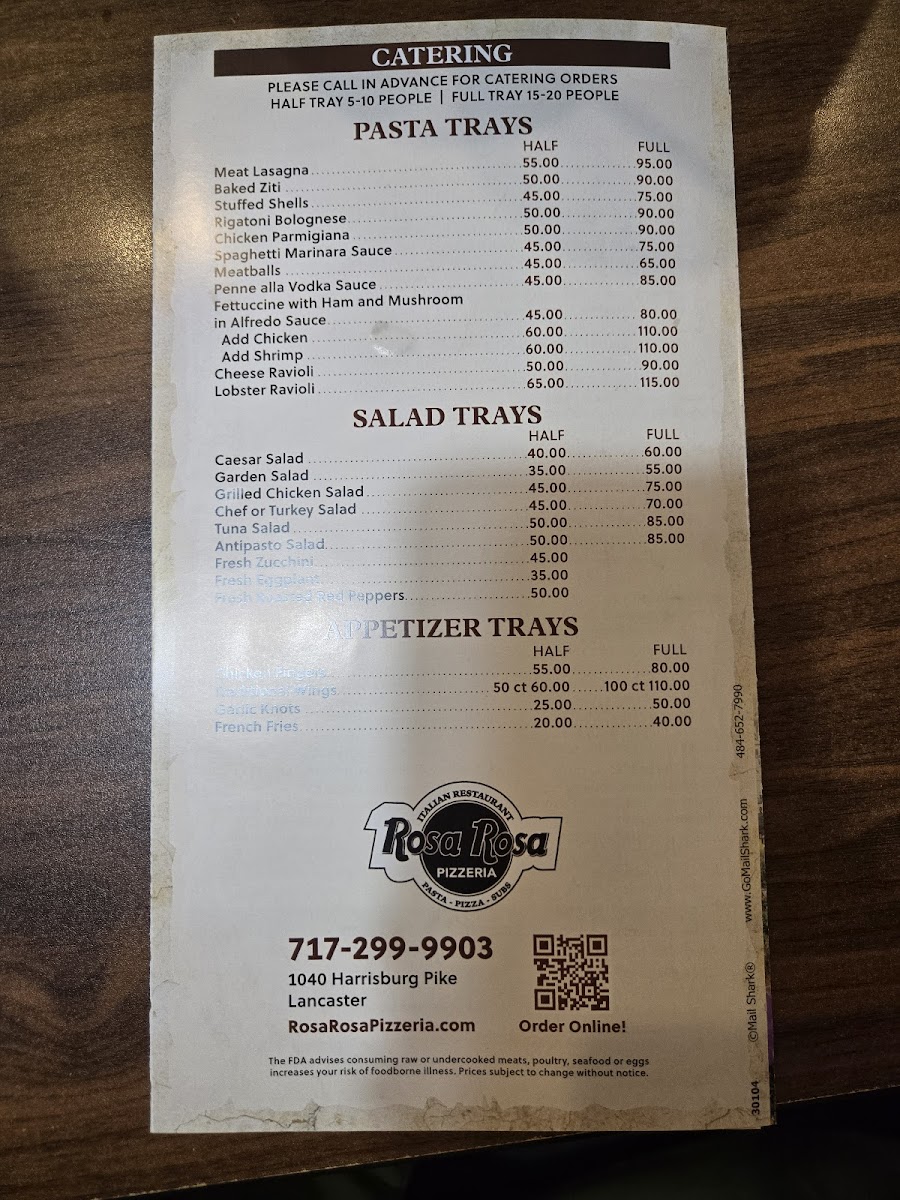 CATERING
PLEASE CALL IN ADVANCE FOR CATERING ORDERS
HALF TRAY 5-10 PEOPLE | FULL TRAY 15-20 PEOPLE
PASTA TRAYS
HALF FULL
Meat Lasagna 55.00 95.00
Baked Ziti 50.00 90.00
Stuffed Shells 45.00 75.00
Rigatoni Bolognese 50.00 90.00
Chicken Parmigiana 50.00 90.00
Spaghetti Marinara Sauce 45.00 75.00
Meatballs 45.00 65.00
Penne alla Vodka Sauce 45.00 85.00
Fettuccine with Ham and Mushroom
in Alfredo Sauce 45.00 80.00
Add Chicken 60.00 110.00
Add Shrimp 60.00 110.00
Cheese Ravioli 50.00 90.00
Lobster Ravioli 65.00 115.00
SALAD TRAYS
HALF FULL
Caesar Salad 40.00 60.00
Garden Salad 35.00 55.00
Grilled Chicken Salad 45.00 75.00
Chef or Turkey Salad 45.00 70.00
Tuna Salad 50.00 85.00
Antipasto Salad 50.00 85.00
Fresh Zucchini 45.00
Fresh Eggplant 35.00
Fresh Roasted Red Peppers 50.00
APPETIZER TRAYS
HALF FULL
Chicken Fingers 55.00 80.00
Traditional Wings 50 ct 60.00 100 ct 110.00
Garlic Knots 25.00 50.00
French Fries 20.00 40.00
ITALIAN RESTAURANT
Rosa Rosa
PIZZERIA
PASTA - PIZZA - SUBS
717-299-9903
1040 Harrisburg Pike
Lancaster
RosaRosaPizzeria.com
Order Online!
The FDA advises consuming raw or undercooked meats, poultry, seafood or eggs
increases your risk of foodborne illness. Prices subject to change without notice.
30104
©Mail Shark® www.GoMailShark.com 484-652-7990